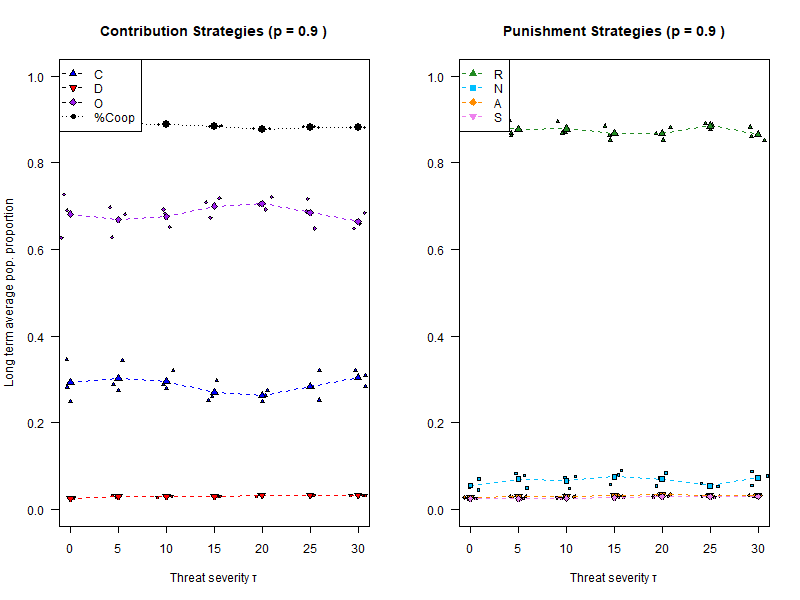 Contribution Strategies (p = 0.9 )
Long term average pop. proportion
1.0
0.8
0.6
0.4
0.2
0.0
C
D
O
%Coop
0 5 10 15 20 25 30
Threat severity τ
Punishment Strategies (p = 0.9 )
1.0
0.8
0.6
0.4
0.2
0.0
R
N
A
S
0 5 10 15 20 25 30
Threat severity τ